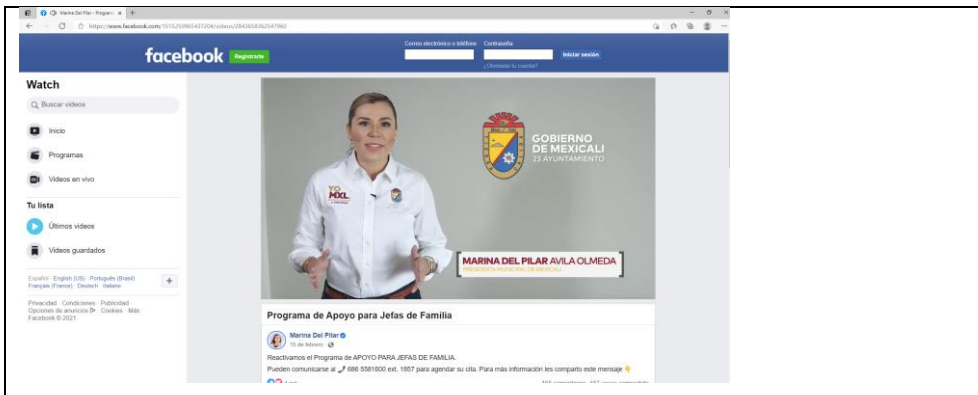 Marina Del Pilar - Program
https://www.facebook.com/
Correo electrónico o teléfono
Contraseña
facebook
Registrarte
Iniciar sesión
¿Olvidaste tu cuenta?
Watch
Buscar videos
Inicio
Programas
Videos en vivo
Tu lista
Últimos videos
Videos guardados
Español English (US) Português (Brasil)
Français (France) Deutsch Italiano
Privacidad Condiciones Publicidad
Opciones de anuncios Cookies Más
Facebook © 2021
GOBIERNO
DE MEXICALI
23 AYUNTAMIENTO
YO
MXL
MARINA DEL PILAR AVILA OLMEDA
PRESIDENTA MUNICIPAL DE MEXICALI
Programa de Apoyo para Jefas de Familia
Marina Del Pilar
15 de febrero
Reactivamos el Programa de APOYO PARA JEFAS DE FAMILIA.
Pueden comunicarse al 686 5581600 ext. 1857 para agendar su cita. Para más información les comparto este mensaje